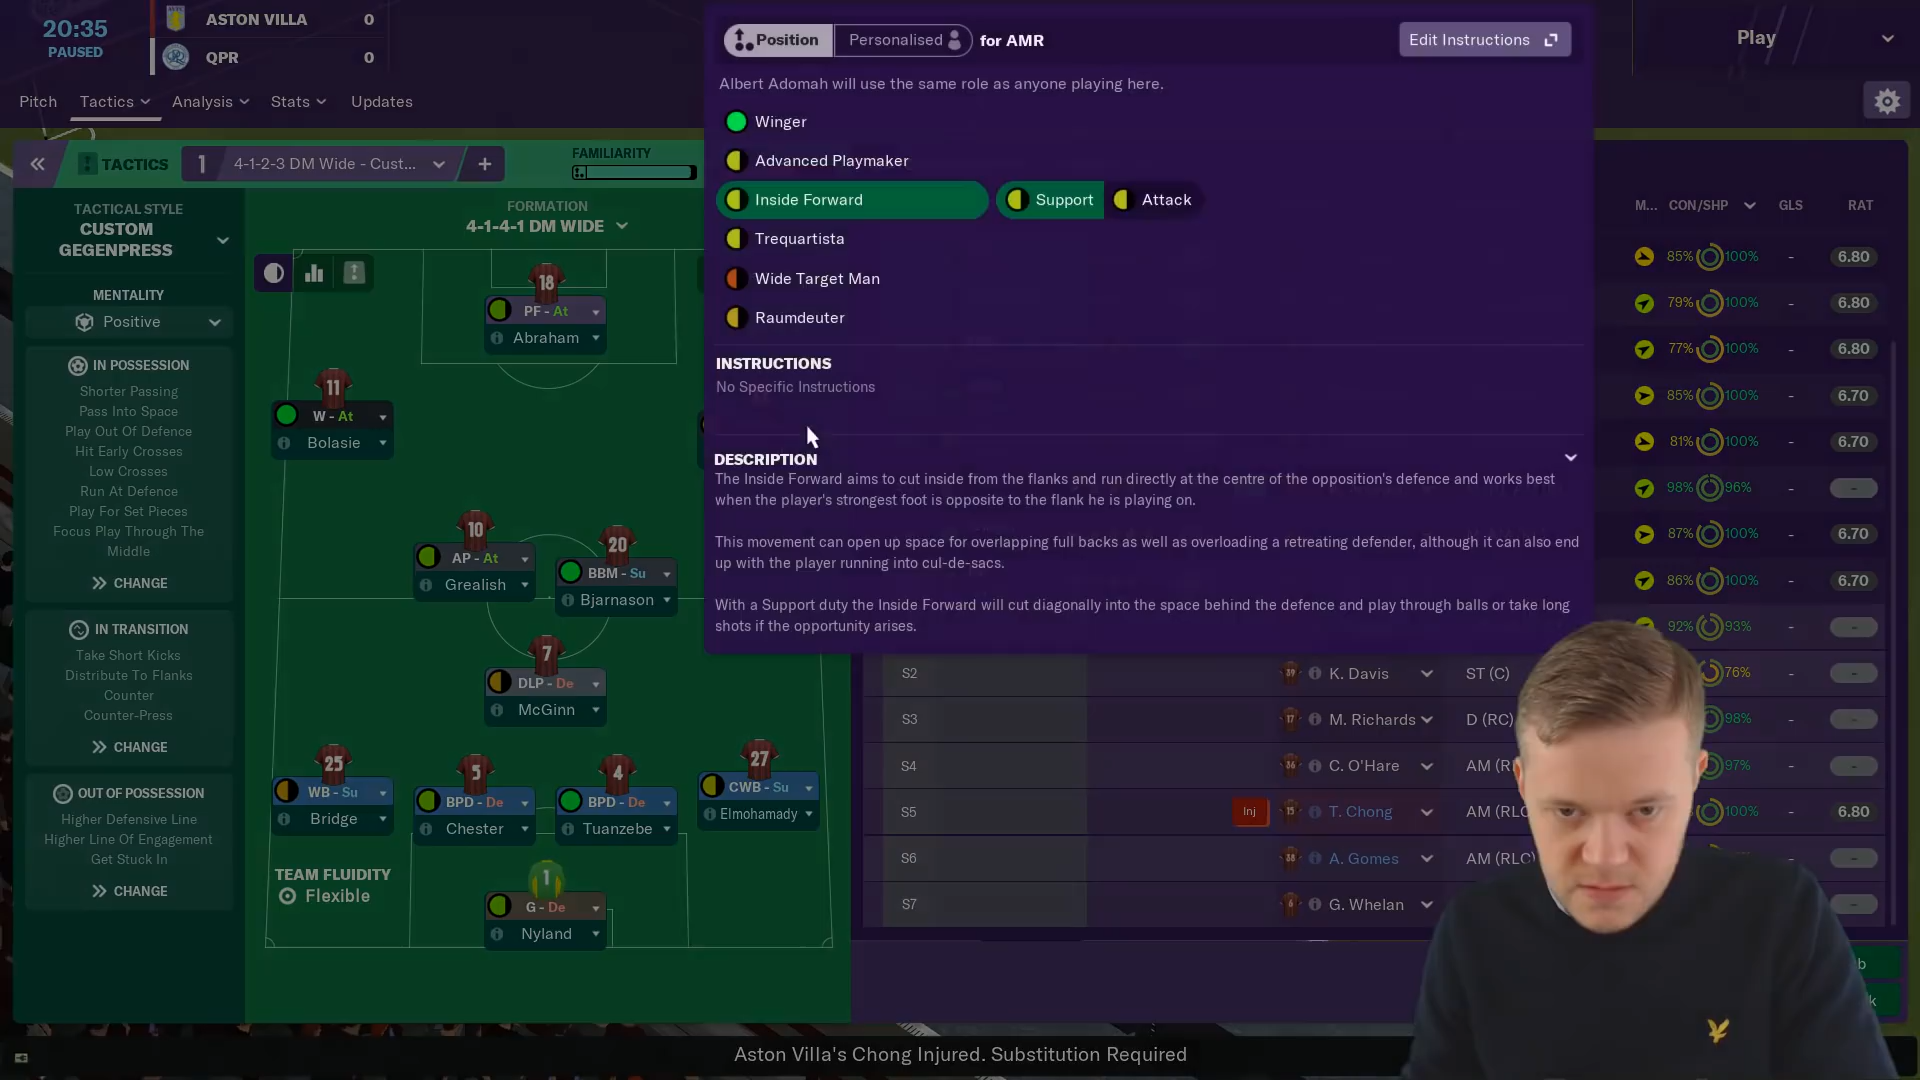 20:35
PAUSED
ASTON VILLA 0
QPR 0
Pitch Tactics Analysis Stats Updates
Play
Position Personalised for AMR
Edit Instructions
Albert Adomah will use the same role as anyone playing here.
Winger
Advanced Playmaker
Inside Forward Support Attack
Trequartista
Wide Target Man
Raumdeuter
INSTRUCTIONS
No Specific Instructions
DESCRIPTION
The Inside Forward aims to cut inside from the flanks and run directly at the centre of the opposition's defence and works best
when the player's strongest foot is opposite to the flank he is playing on.
This movement can open up space for overlapping full backs as well as overloading a retreating defender, although it can also end
up with the player running into cul-de-sacs.
With a Support duty the Inside Forward will cut diagonally into the space behind the defence and play through balls or take long
shots if the opportunity arises.
TACTICS
1 4-1-2-3 DM Wide - Cust...
FAMILIARITY
TACTICAL STYLE
CUSTOM
GEGENPRESS
MENTALITY
Positive
IN POSSESSION
Shorter Passing
Pass Into Space
Play Out Of Defence
Hit Early Crosses
Low Crosses
Run At Defence
Play For Set Pieces
Focus Play Through The
Middle
CHANGE
IN TRANSITION
Take Short Kicks
Distribute To Flanks
Counter
Counter-Press
CHANGE
OUT OF POSSESSION
Higher Defensive Line
Higher Line Of Engagement
Get Stuck In
CHANGE
FORMATION
4-1-4-1 DM WIDE
18
PF - At
Abraham
11
W - At
Bolasie
10
AP - At
Grealish
20
BBM - Su
Bjarnason
7
DLP - De
McGinn
25
WB - Su
Bridge
5
BPD - De
Chester
4
BPD - De
Tuanzebe
27
CWB - Su
Elmohamady
TEAM FLUIDITY
Flexible
1
G - De
Nyland
M... CON/SHP GLS RAT
85% 100% - 6.80
79% 100% - 6.80
77% 100% - 6.80
85% 100% - 6.70
81% 100% - 6.70
98% 96% - -
87% 100% - 6.70
86% 100% - 6.70
92% 93% - -
S2 39 K. Davis ST (C) 76% - -
S3 17 M. Richards D (RC) 98% - -
S4 36 C. O'Hare AM (R 97% - -
S5 Inj 15 T. Chong AM (RLC 100% - 6.80
S6 38 A. Gomes AM (RLC) - -
S7 6 G. Whelan - -
b
k
Aston Villa's Chong Injured. Substitution Required